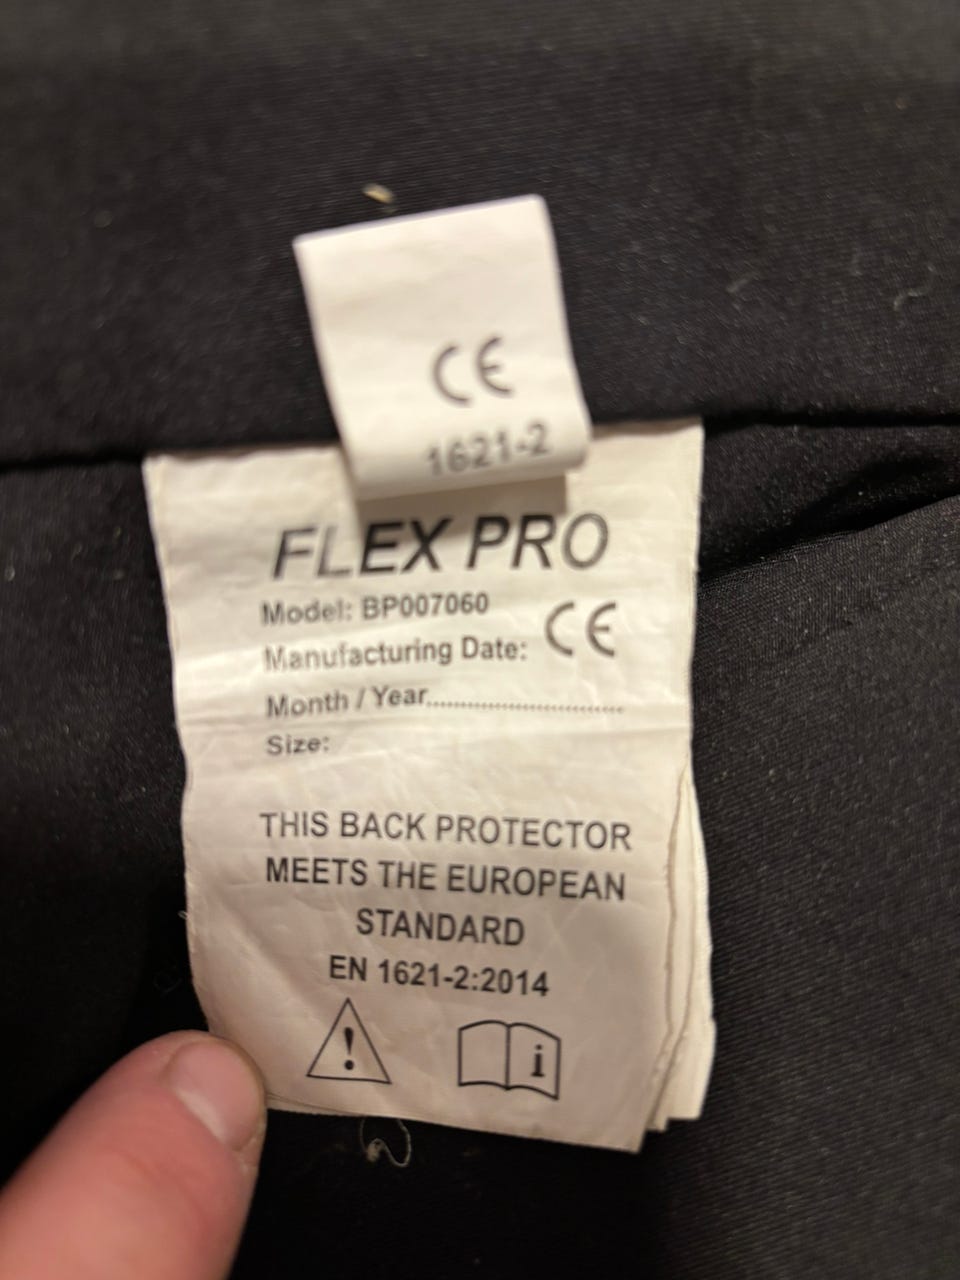 CE
1621-2
FLEX PRO
Model: BP007060
CE
Manufacturing Date:
Month / Year..............................
Size:
THIS BACK PROTECTOR
MEETS THE EUROPEAN
STANDARD
EN 1621-2:2014
! i